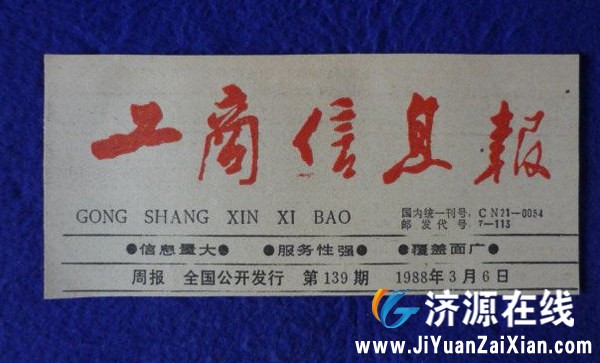 工商信息報
GONG SHANG XIN XI BAO
国内统一刊号:CN21-0054
邮发代号 7-113
●信息量大● ●服务性强● ●覆盖面广●
周报 全国公开发行 第139期 1988年3月6日
济源在线
www.JiYuanZaiXian.com